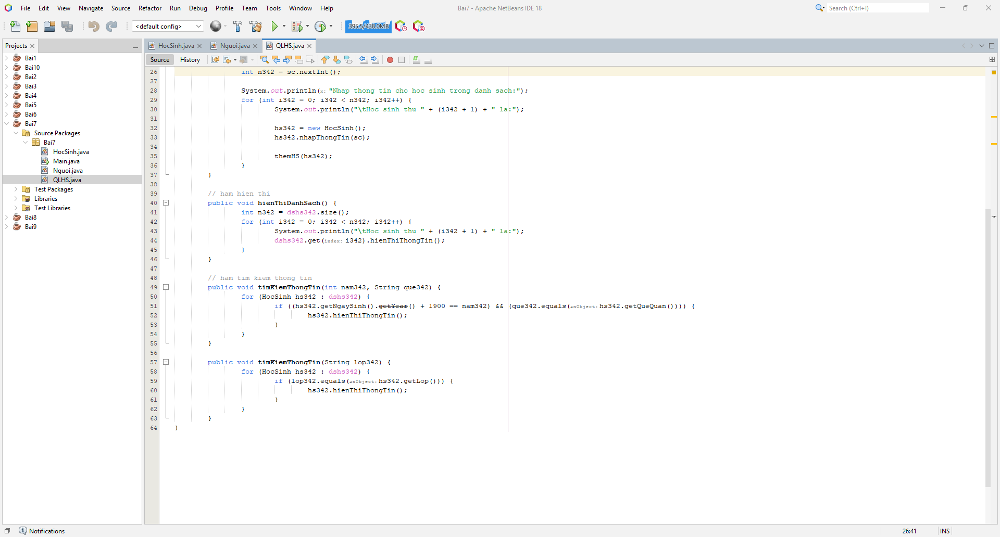 File Edit View Navigate Source Refactor Run Debug Profile Team Tools Window Help
Bai7 - Apache NetBeans IDE 18
Search (Ctrl+I)
<default config>
395.5/438.0MB
Projects
HocSinh.java
Nguoi.java
QLHS.java
Source
History
Bai1
Bai10
Bai2
Bai3
Bai4
Bai5
Bai6
Bai7
Source Packages
Bai7
HocSinh.java
Main.java
Nguoi.java
QLHS.java
Test Packages
Libraries
Test Libraries
Bai8
Bai9
26 int n342 = sc.nextInt();
27
28 System.out.println(x: "Nhap thong tin cho hoc sinh trong danh sach:");
29 for (int i342 = 0; i342 < n342; i342++) {
30 System.out.println("\tHoc sinh thu " + (i342 + 1) + " la:");
31
32 hs342 = new HocSinh();
33 hs342.nhapThongTin(sc);
34
35 themHS(hs342);
36 }
37 }
38
39 // ham hien thi
40 public void hienThiDanhSach() {
41 int n342 = dshs342.size();
42 for (int i342 = 0; i342 < n342; i342++) {
43 System.out.println("\tHoc sinh thu " + (i342 + 1) + " la:");
44 dshs342.get(index: i342).hienThiThongTin();
45 }
46 }
47
48 // ham tim kiem thong tin
49 public void timKiemThongTin(int nam342, String que342) {
50 for (HocSinh hs342 : dshs342) {
51 if ((hs342.getNgaySinh().getYear() + 1900 == nam342) && (que342.equals(anObject: hs342.getQueQuan()))) {
52 hs342.hienThiThongTin();
53 }
54 }
55 }
56
57 public void timKiemThongTin(String lop342) {
58 for (HocSinh hs342 : dshs342) {
59 if (lop342.equals(anObject: hs342.getLop())) {
60 hs342.hienThiThongTin();
61 }
62 }
63 }
64 }
Notifications
26:41
INS